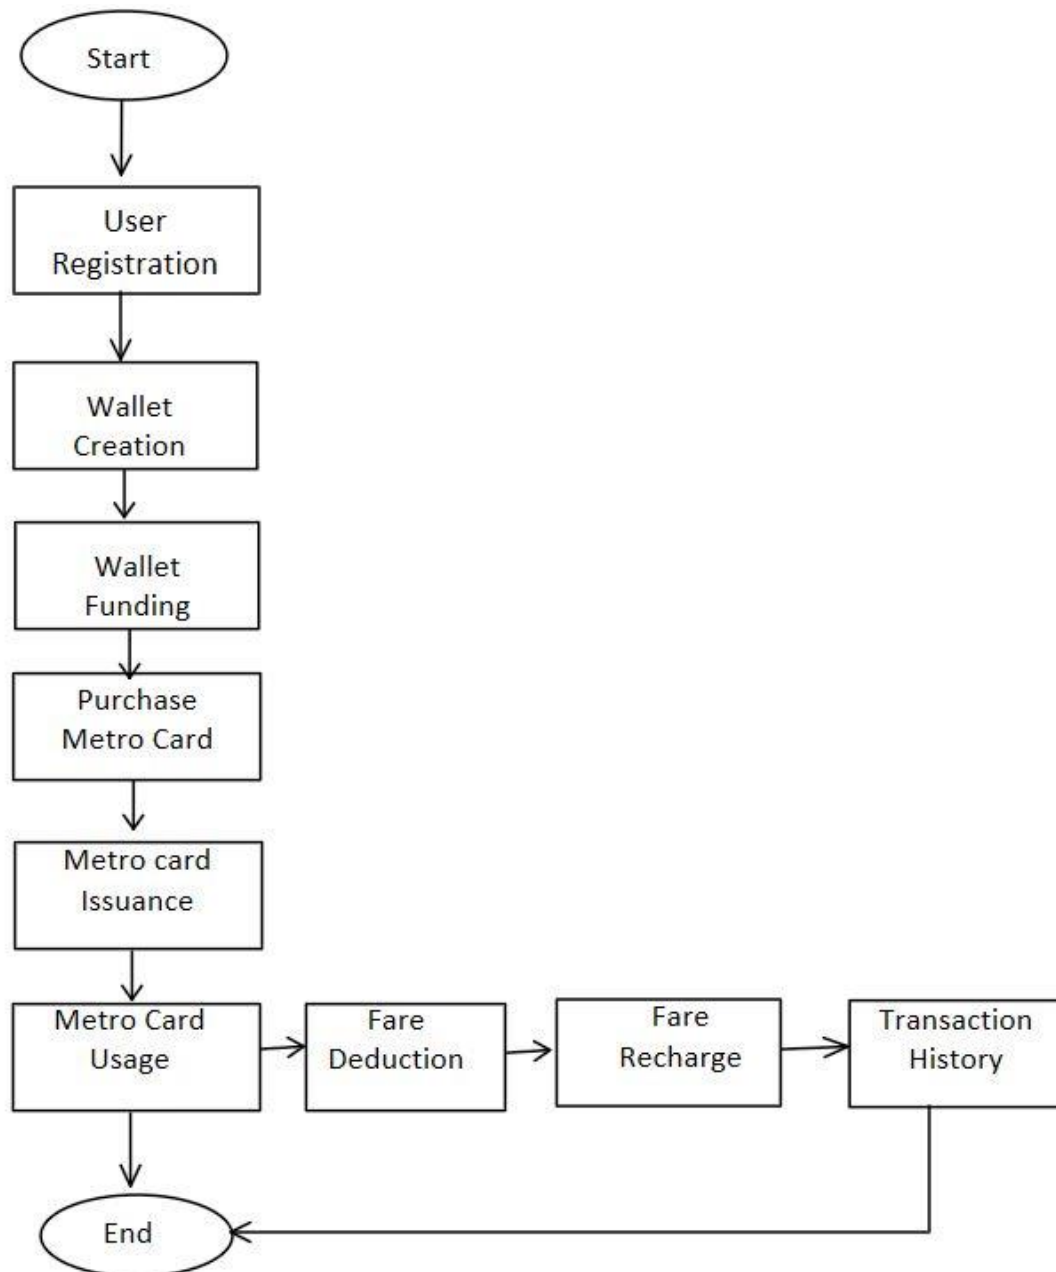 Start
User
Registration
Wallet
Creation
Wallet
Funding
Purchase
Metro Card
Metro card
Issuance
Metro Card
Usage
Fare
Deduction
Fare
Recharge
Transaction
History
End